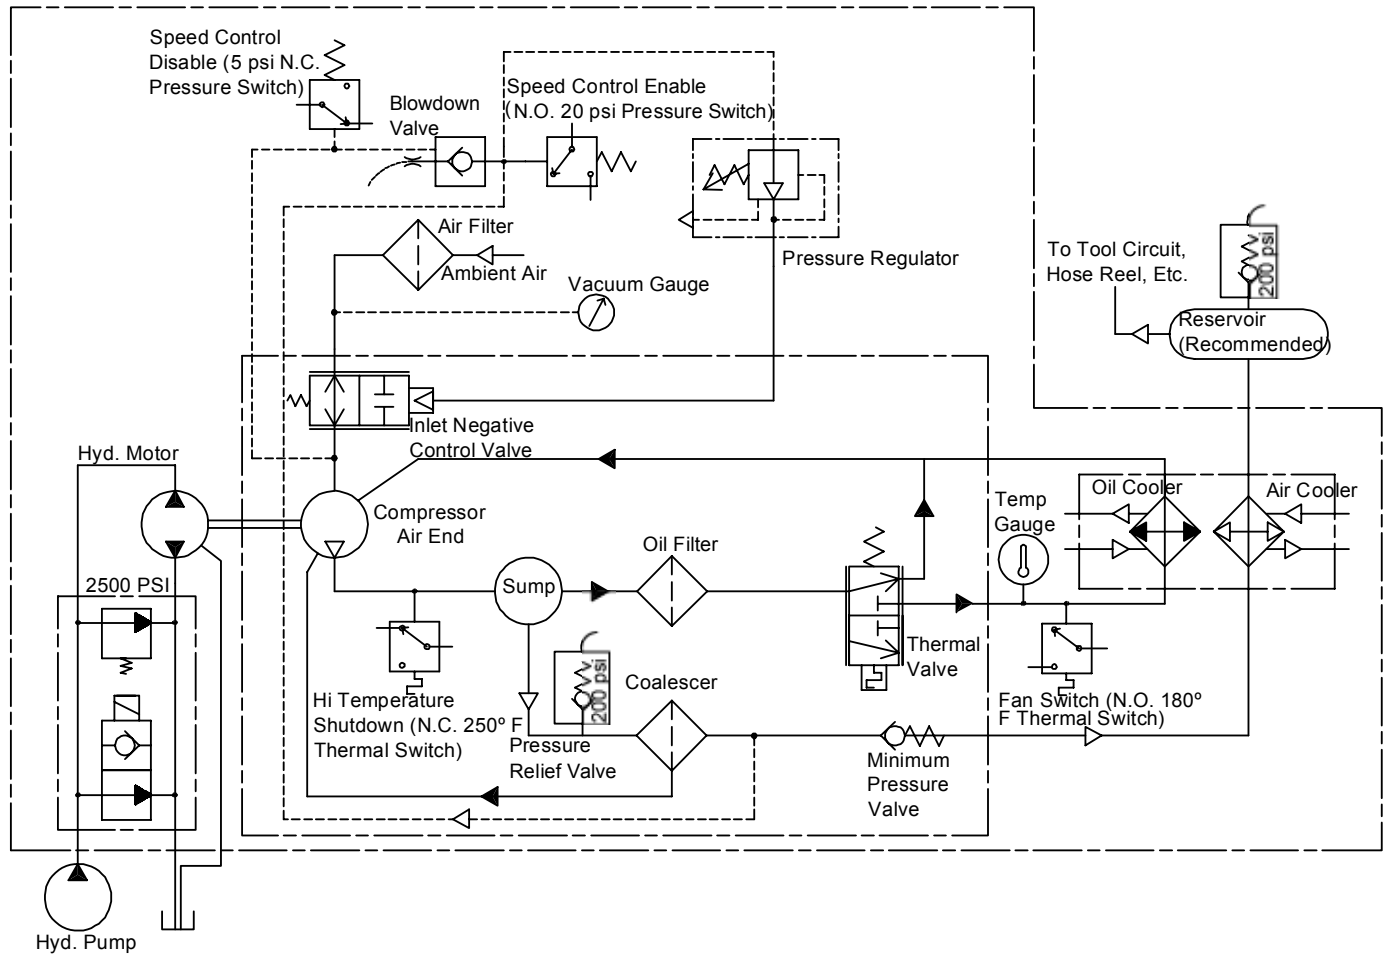 Speed Control
Disable (5 psi N.C.
Pressure Switch)
Blowdown
Valve
Speed Control Enable
(N.O. 20 psi Pressure Switch)
Air Filter
Ambient Air
Vacuum Gauge
Pressure Regulator
To Tool Circuit,
Hose Reel, Etc.
200 psi
Reservoir
(Recommended)
Inlet Negative
Control Valve
Hyd. Motor
Compressor
Air End
Oil Filter
Temp
Gauge
Oil Cooler
Air Cooler
2500 PSI
Sump
Thermal
Valve
Hi Temperature
Shutdown (N.C. 250º F
Thermal Switch)
200 psi
Pressure
Relief Valve
Coalescer
Minimum
Pressure
Valve
Fan Switch (N.O. 180º
F Thermal Switch)
Hyd. Pump